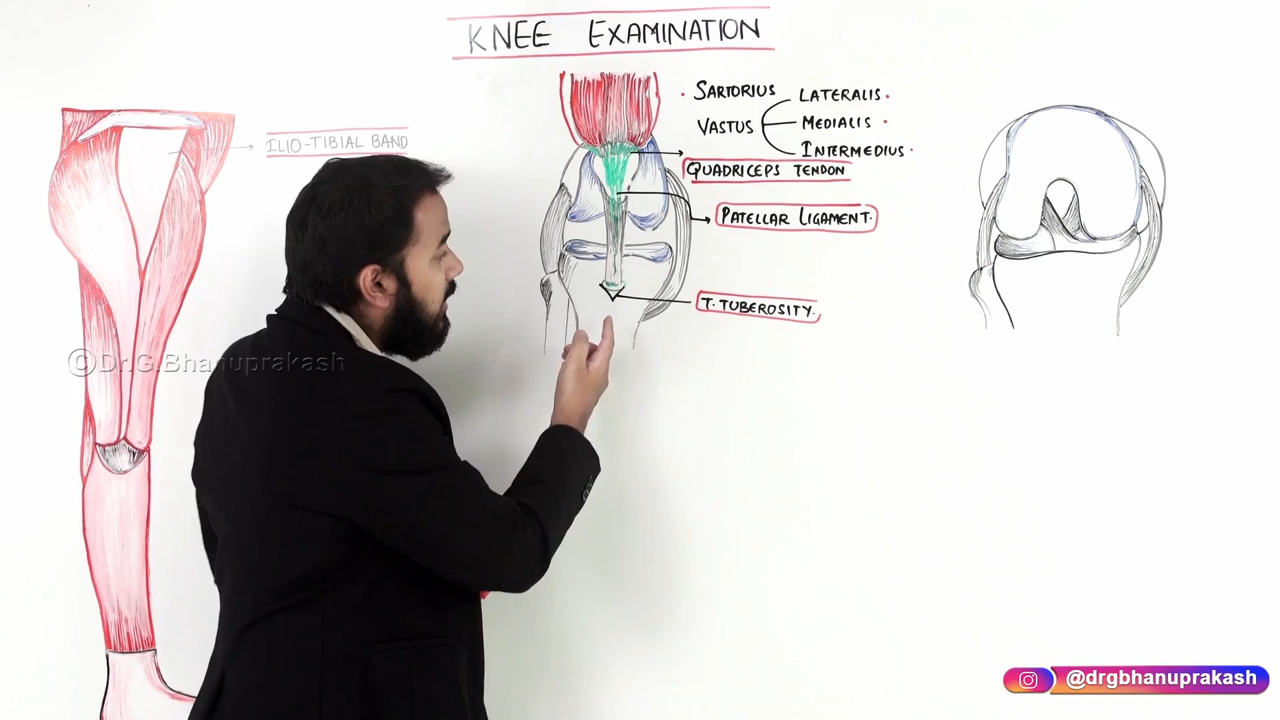 KNEE EXAMINATION
ILIO-TIBIAL BAND
SARTORIUS
VASTUS
LATERALIS
MEDIALIS
INTERMEDIUS
QUADRICEPS TENDON
PATELLAR LIGAMENT.
T. TUBEROSITY.
©Dr.G.Bhanuprakash
@drgbhanuprakash